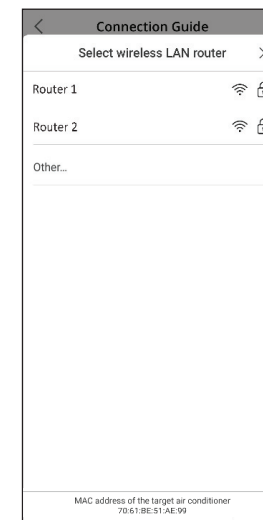 Connection Guide
Select wireless LAN router
Router 1
Router 2
Other...
MAC address of the target air conditioner
70:61:BE:51:AE:99